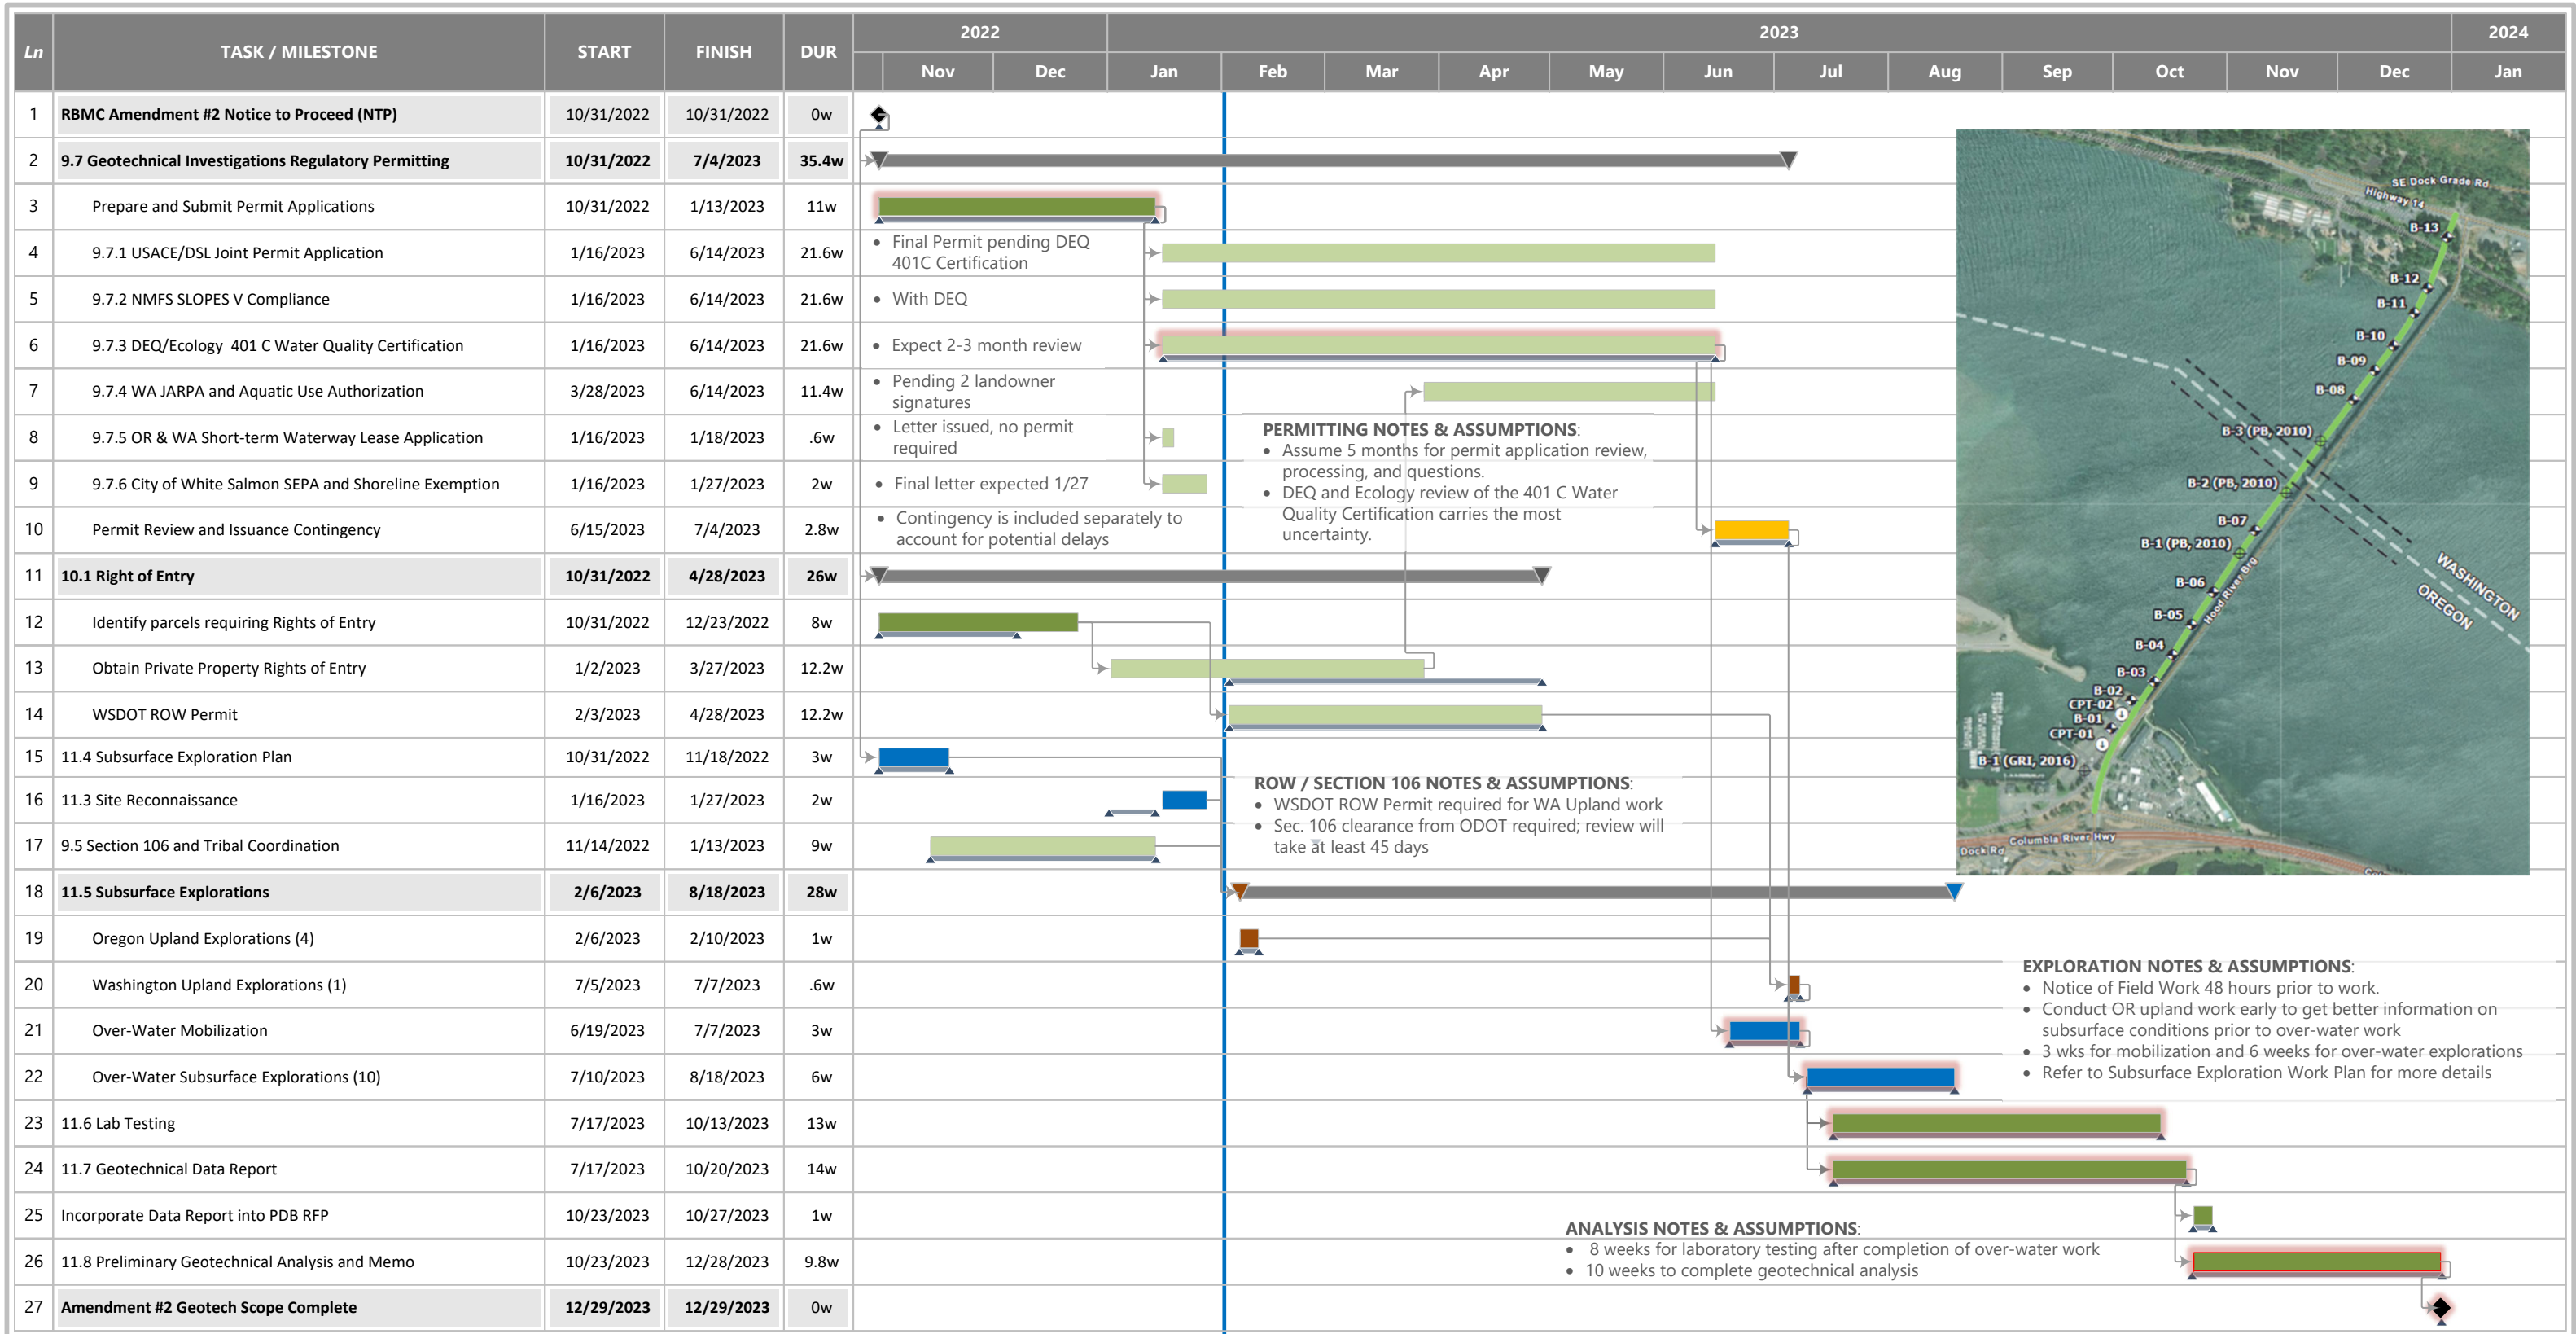 2022 2023 2024
Ln TASK / MILESTONE START FINISH DUR
Nov Dec Jan Feb Mar Apr May Jun Jul Aug Sep Oct Nov Dec Jan
1 RBMC Amendment #2 Notice to Proceed (NTP) 10/31/2022 10/31/2022 0w
2 9.7 Geotechnical Investigations Regulatory Permitting 10/31/2022 7/4/2023 35.4w
3 Prepare and Submit Permit Applications 10/31/2022 1/13/2023 11w
4 9.7.1 USACE/DSL Joint Permit Application 1/16/2023 6/14/2023 21.6w
• Final Permit pending DEQ
401C Certification
5 9.7.2 NMFS SLOPES V Compliance 1/16/2023 6/14/2023 21.6w
• With DEQ
6 9.7.3 DEQ/Ecology 401 C Water Quality Certification 1/16/2023 6/14/2023 21.6w
• Expect 2-3 month review
7 9.7.4 WA JARPA and Aquatic Use Authorization 3/28/2023 6/14/2023 11.4w
• Pending 2 landowner
signatures
8 9.7.5 OR & WA Short-term Waterway Lease Application 1/16/2023 1/18/2023 .6w
• Letter issued, no permit
required
9 9.7.6 City of White Salmon SEPA and Shoreline Exemption 1/16/2023 1/27/2023 2w
• Final letter expected 1/27
10 Permit Review and Issuance Contingency 6/15/2023 7/4/2023 2.8w
• Contingency is included separately to
account for potential delays
PERMITTING NOTES & ASSUMPTIONS:
• Assume 5 months for permit application review,
processing, and questions.
• DEQ and Ecology review of the 401 C Water
Quality Certification carries the most
uncertainty.
11 10.1 Right of Entry 10/31/2022 4/28/2023 26w
12 Identify parcels requiring Rights of Entry 10/31/2022 12/23/2022 8w
13 Obtain Private Property Rights of Entry 1/2/2023 3/27/2023 12.2w
14 WSDOT ROW Permit 2/3/2023 4/28/2023 12.2w
15 11.4 Subsurface Exploration Plan 10/31/2022 11/18/2022 3w
16 11.3 Site Reconnaissance 1/16/2023 1/27/2023 2w
17 9.5 Section 106 and Tribal Coordination 11/14/2022 1/13/2023 9w
ROW / SECTION 106 NOTES & ASSUMPTIONS:
• WSDOT ROW Permit required for WA Upland work
• Sec. 106 clearance from ODOT required; review will
take at least 45 days
18 11.5 Subsurface Explorations 2/6/2023 8/18/2023 28w
19 Oregon Upland Explorations (4) 2/6/2023 2/10/2023 1w
20 Washington Upland Explorations (1) 7/5/2023 7/7/2023 .6w
21 Over-Water Mobilization 6/19/2023 7/7/2023 3w
22 Over-Water Subsurface Explorations (10) 7/10/2023 8/18/2023 6w
EXPLORATION NOTES & ASSUMPTIONS:
• Notice of Field Work 48 hours prior to work.
• Conduct OR upland work early to get better information on
subsurface conditions prior to over-water work
• 3 wks for mobilization and 6 weeks for over-water explorations
• Refer to Subsurface Exploration Work Plan for more details
23 11.6 Lab Testing 7/17/2023 10/13/2023 13w
24 11.7 Geotechnical Data Report 7/17/2023 10/20/2023 14w
25 Incorporate Data Report into PDB RFP 10/23/2023 10/27/2023 1w
26 11.8 Preliminary Geotechnical Analysis and Memo 10/23/2023 12/28/2023 9.8w
27 Amendment #2 Geotech Scope Complete 12/29/2023 12/29/2023 0w
ANALYSIS NOTES & ASSUMPTIONS:
• 8 weeks for laboratory testing after completion of over-water work
• 10 weeks to complete geotechnical analysis
SE Dock Grade Rd
Highway 14
B-13
B-12
B-11
B-10
B-09
B-08
B-3 (PB, 2010)
B-2 (PB, 2010)
B-07
B-1 (PB, 2010)
WASHINGTON
OREGON
B-06
Hood River Brg
B-05
B-04
B-03
B-02
CPT-02
B-01
CPT-01
B-1 (GRI, 2016)
Columbia River Hwy
Dock Rd